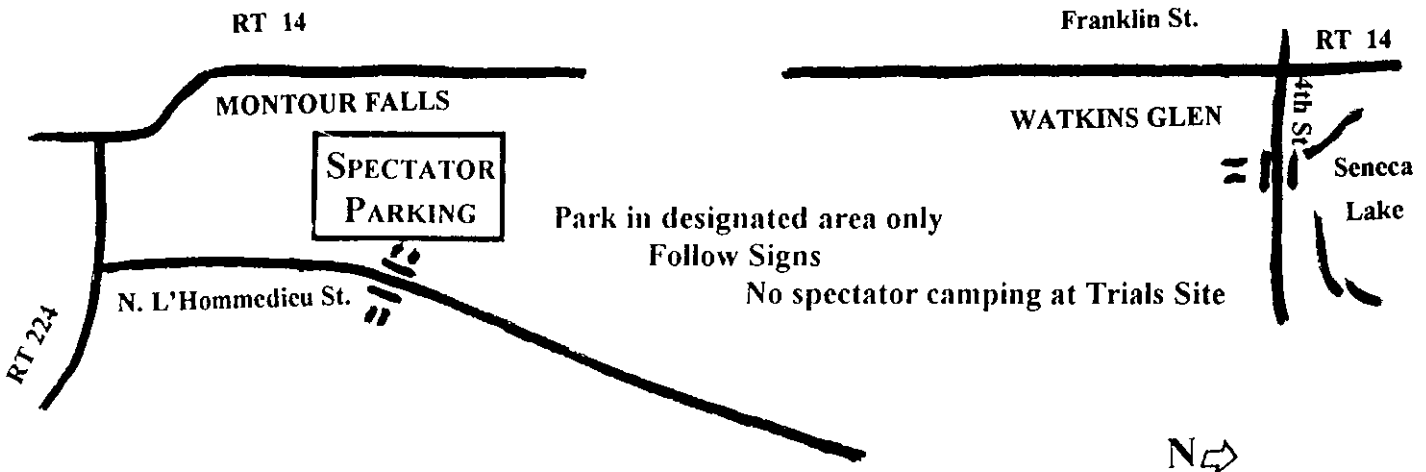 RT 14
Franklin St.
RT 14
MONTOUR FALLS
WATKINS GLEN
4th St
SPECTATOR
PARKING
Seneca
Lake
Park in designated area only
Follow Signs
No spectator camping at Trials Site
N. L'Hommedieu St.
RT 224
N